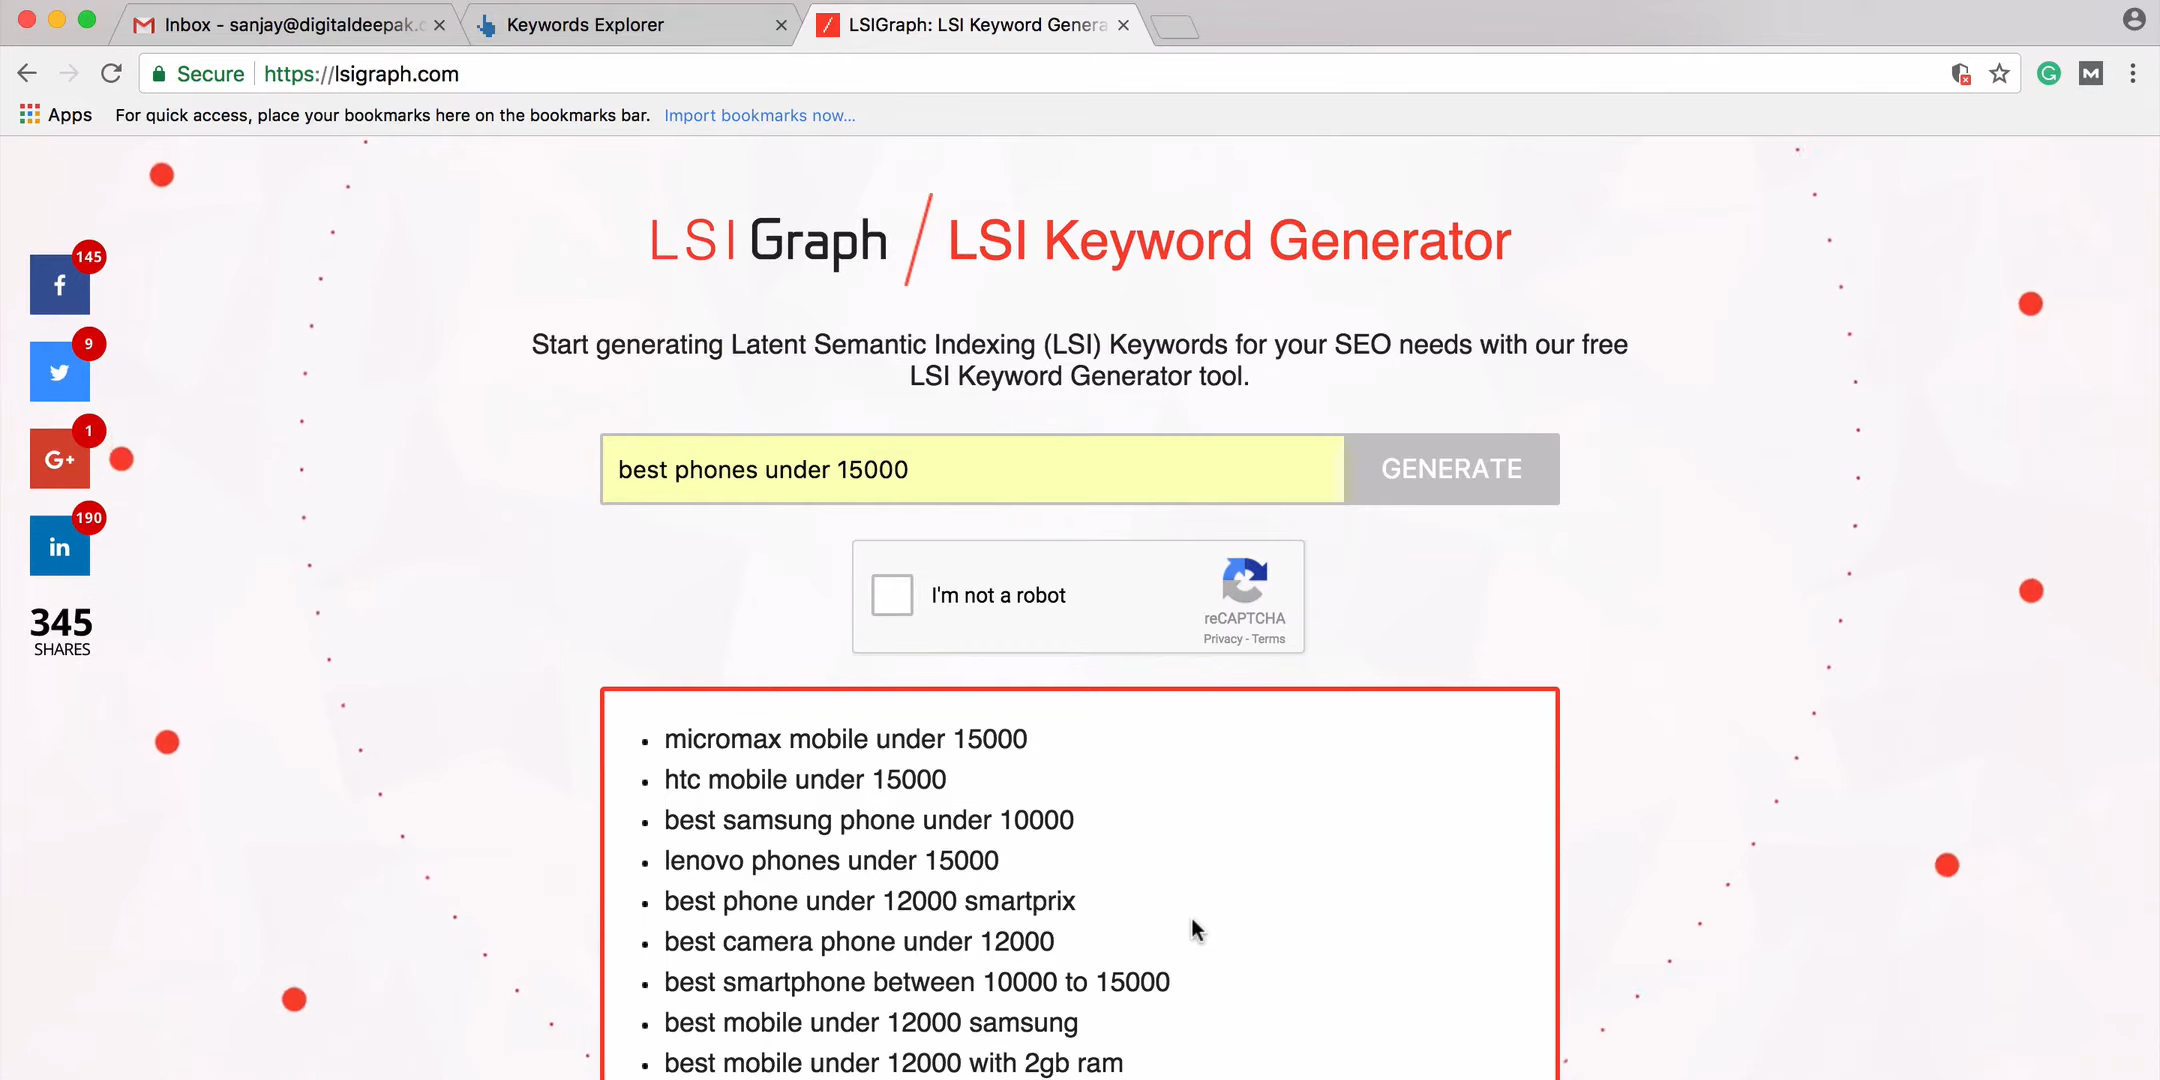 Inbox - sanjay@digitaldeepak.c
Keywords Explorer
LSIGraph: LSI Keyword Genera
Secure https://lsigraph.com
Apps For quick access, place your bookmarks here on the bookmarks bar. Import bookmarks now...
LSIGraph / LSI Keyword Generator
Start generating Latent Semantic Indexing (LSI) Keywords for your SEO needs with our free
LSI Keyword Generator tool.
best phones under 15000 GENERATE
I'm not a robot
reCAPTCHA
Privacy - Terms
145
f
9
1
G+
190
in
345
SHARES
• micromax mobile under 15000
• htc mobile under 15000
• best samsung phone under 10000
• lenovo phones under 15000
• best phone under 12000 smartprix
• best camera phone under 12000
• best smartphone between 10000 to 15000
• best mobile under 12000 samsung
• best mobile under 12000 with 2gb ram